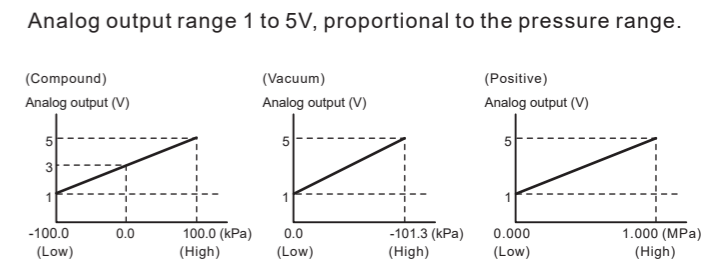 Analog output range 1 to 5V, proportional to the pressure range.
(Compound)
Analog output (V)
5
3
1
-100.0 0.0 100.0 (kPa)
(Low) (High)
(Vacuum)
Analog output (V)
5
1
0.0 -101.3 (kPa)
(Low) (High)
(Positive)
Analog output (V)
5
1
0.000 1.000 (MPa)
(Low) (High)